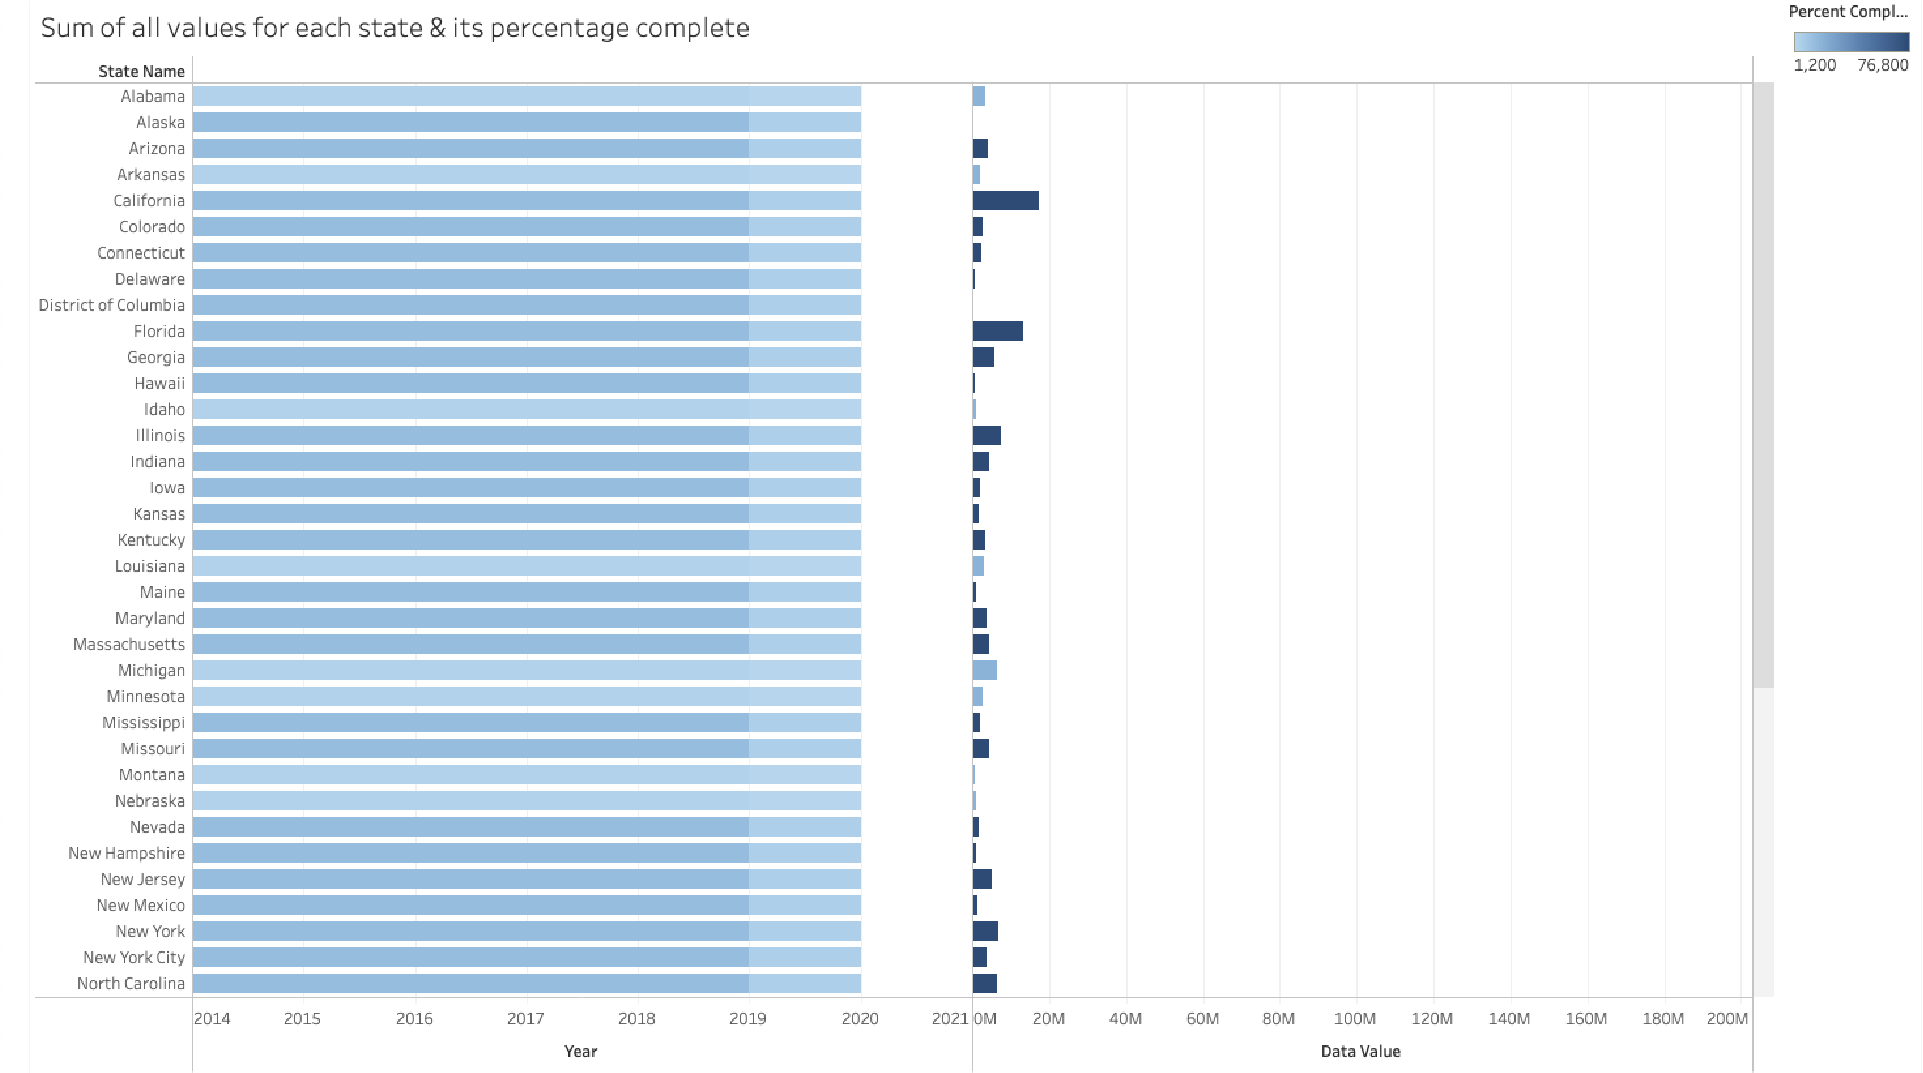 Sum of all values for each state & its percentage complete
Percent Compl...
1,200 76,800
State Name
Alabama
Alaska
Arizona
Arkansas
California
Colorado
Connecticut
Delaware
District of Columbia
Florida
Georgia
Hawaii
Idaho
Illinois
Indiana
Iowa
Kansas
Kentucky
Louisiana
Maine
Maryland
Massachusetts
Michigan
Minnesota
Mississippi
Missouri
Montana
Nebraska
Nevada
New Hampshire
New Jersey
New Mexico
New York
New York City
North Carolina
2014 2015 2016 2017 2018 2019 2020 2021 0M 20M 40M 60M 80M 100M 120M 140M 160M 180M 200M
Year Data Value